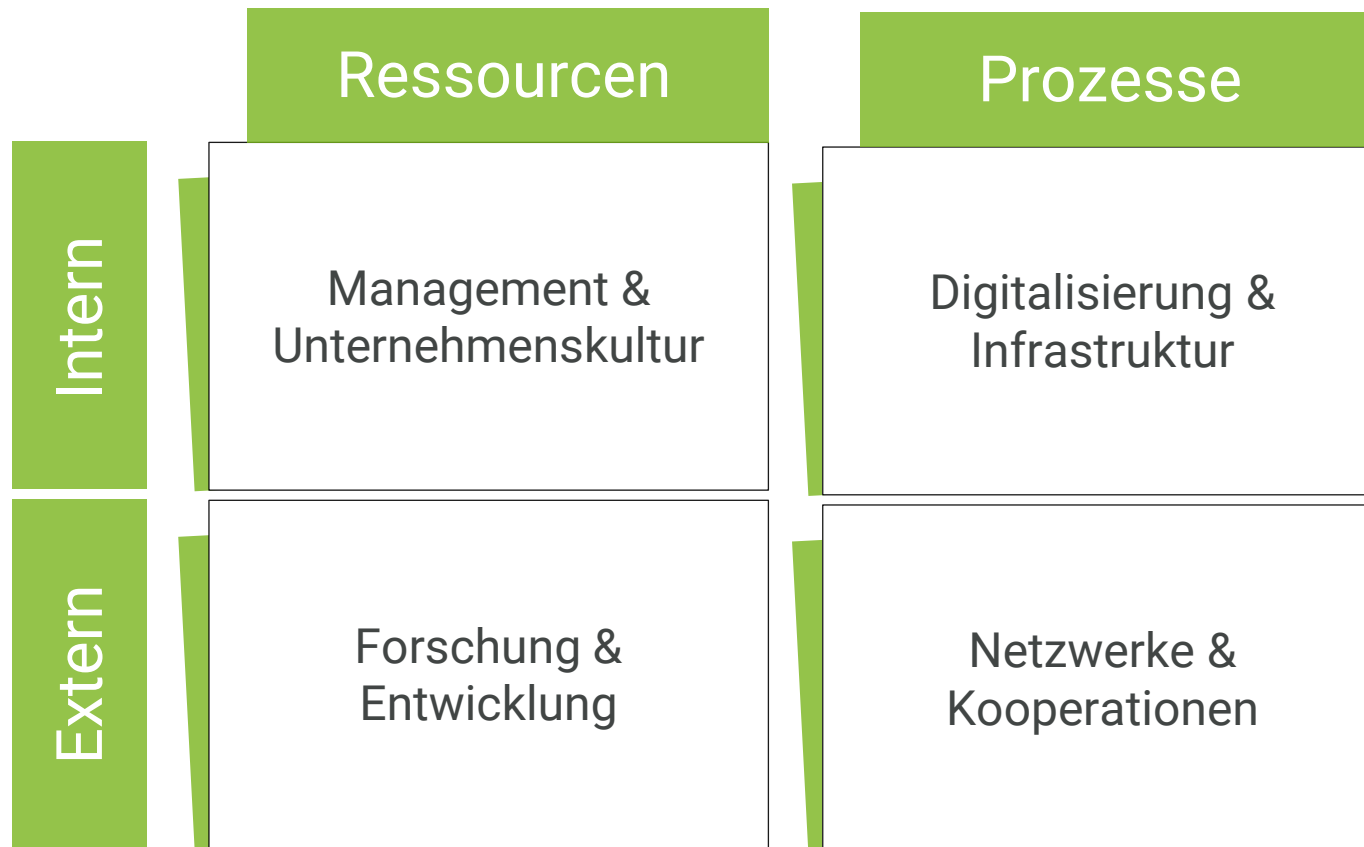 Ressourcen
Prozesse
Intern
Management &
Unternehmenskultur
Digitalisierung &
Infrastruktur
Extern
Forschung &
Entwicklung
Netzwerke &
Kooperationen